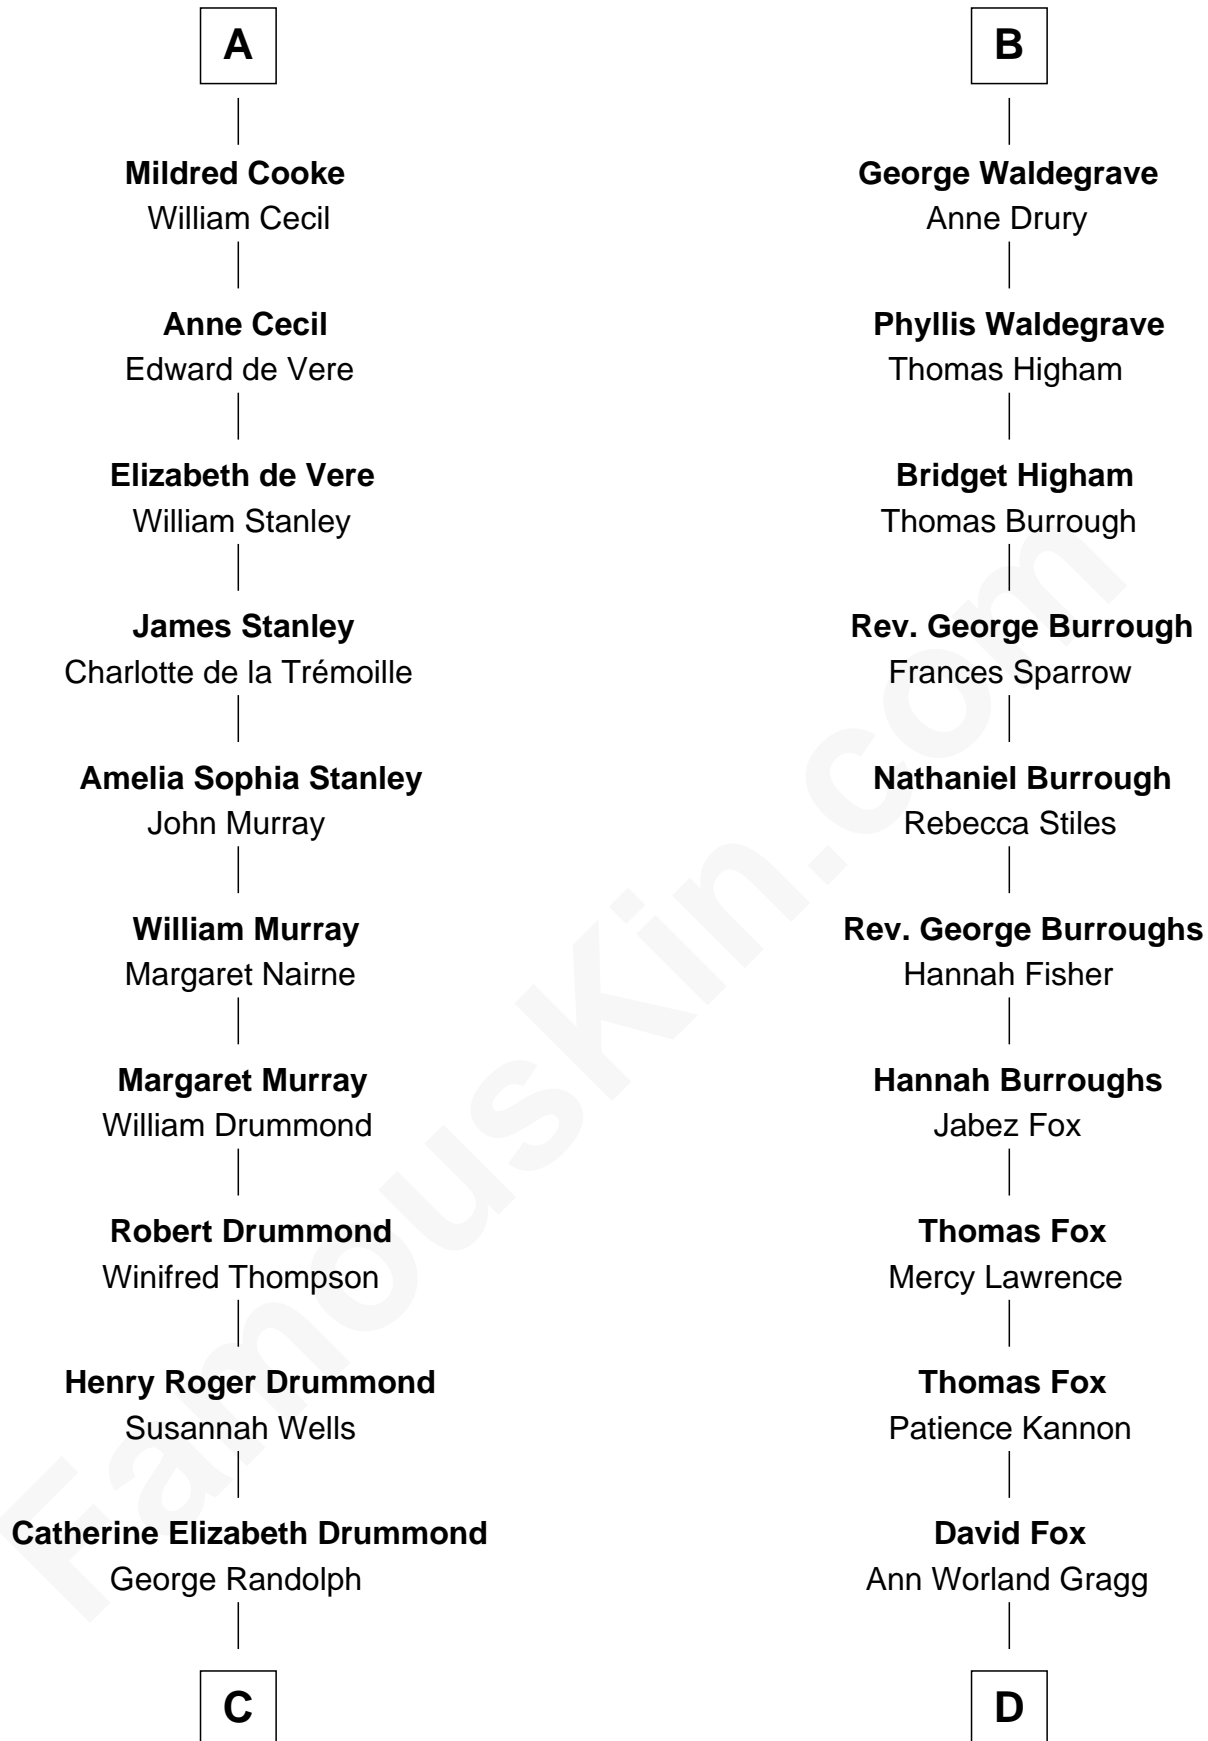 A
Mildred Cooke
William Cecil
Anne Cecil
Edward de Vere
Elizabeth de Vere
William Stanley
James Stanley
Charlotte de la Trémoille
Amelia Sophia Stanley
John Murray
William Murray
Margaret Nairne
Margaret Murray
William Drummond
Robert Drummond
Winifred Thompson
Henry Roger Drummond
Susannah Wells
Catherine Elizabeth Drummond
George Randolph
C
B
George Waldegrave
Anne Drury
Phyllis Waldegrave
Thomas Higham
Bridget Higham
Thomas Burrough
Rev. George Burrough
Frances Sparrow
Nathaniel Burrough
Rebecca Stiles
Rev. George Burroughs
Hannah Fisher
Hannah Burroughs
Jabez Fox
Thomas Fox
Mercy Lawrence
Thomas Fox
Patience Kannon
David Fox
Ann Worland Gragg
D
FamousKin.com